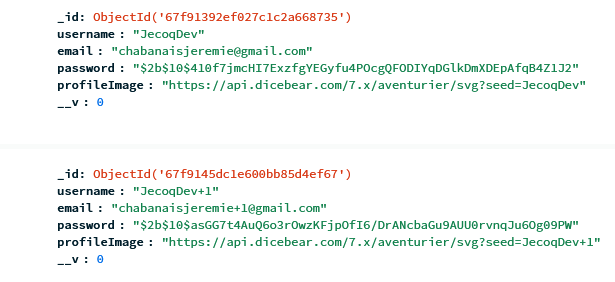 _id: ObjectId('67f91392ef027c1c2a668735')
username : "JecoqDev"
email : "chabanaisjeremie@gmail.com"
password : "$2b$10$410f7jmcHI7ExzfgYEGyfu4POcgQFODIYqDGlkDmXDEpAfqB4Z1J2"
profileImage : "https://api.dicebear.com/7.x/aventurier/svg?seed=JecoqDev"
__v : 0
_id: ObjectId('67f9145dc1e600bb85d4ef67')
username : "JecoqDev+1"
email : "chabanaisjeremie+1@gmail.com"
password : "$2b$10$asGG7t4AuQ6o3rOwzKFjpOfI6/DrANcbaGu9AUU0rvnqJu6Og09PW"
profileImage : "https://api.dicebear.com/7.x/aventurier/svg?seed=JecoqDev+1"
__v : 0